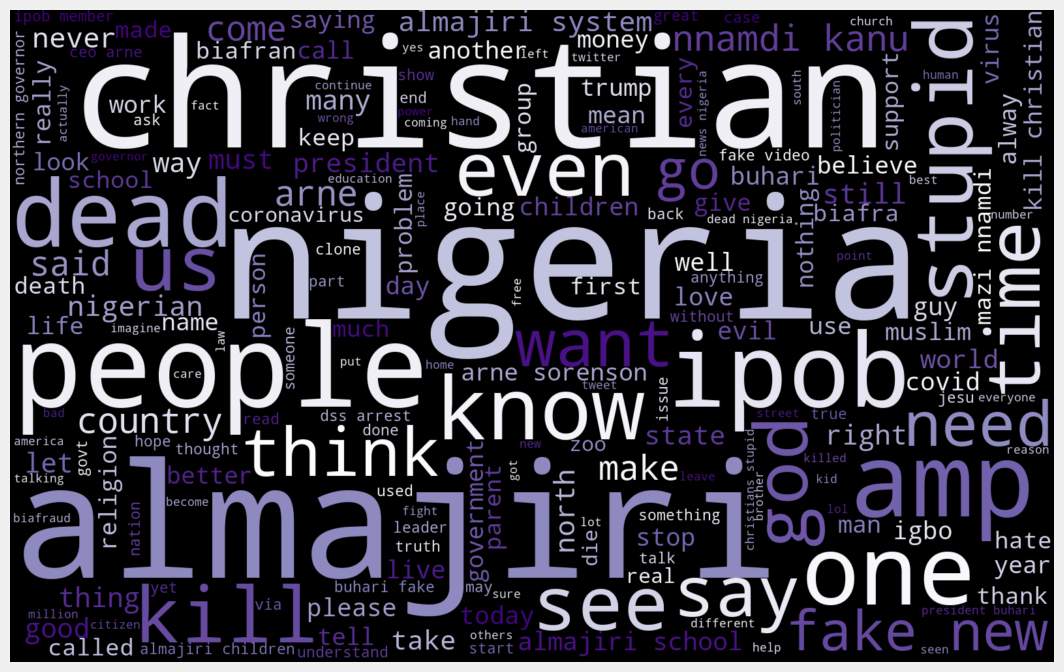 ipob member
made
come
saying
almajiri system
great
case
church
never
ceo arne
biafran
call
yes
another
left
money
twitter
nnamdi kanu
stupid
virus
christian
northern governor
really
actually
work
ask
fact
continue
many
wrong
show
end
power
coming
hand
group
trump
mean
american
every
news nigeria
south
politician
support
human
alway
kill christian
keep
look
governor
way
must
president
even
go
fake video
buhari
believe
best
school
education
arne
problem
place
going
children
give
still
dead
nigeria
coronavirus
back
dead nigeria
nothing
biafra
number
mazi nnamdi
time
said
us
person
clone
day
free
first
well
anything
point
death
part
love
guy
nigerian
without
life
imagine
name
law
someone
much
want
evil
use
muslim
people
care
put
home
ipob
world
arne sorenson
tweet
issue
covid
jesu
everyone
bad
country
read
dss arrest
done
know
street
true
need
america
talking
govt
hope
thought
think
zoo
new
state
god
right
reason
let
religion
better
government
parent
got
make
leave
killed
kid
almajiri
amp
biafraud
nation
become
used
fight
leader
truth
north
diet
lot
something
stop
talk
christians stupid
brother
lol
man
igbo
hate
live
real
year
thing
yet
kill
via
buhari fake
may
sure
see
say
one
thank
million
good
citizen
please
today
different
president buhari
called
almajiri children
tell
understand
take
others
start
almajiri school
help
fake new
seen